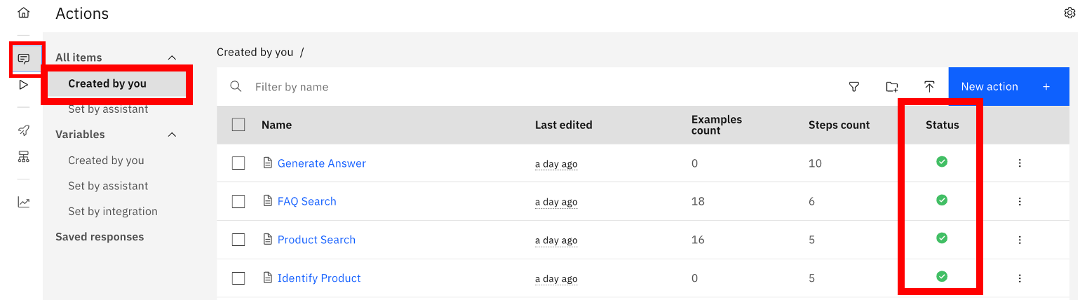 Actions
All items
Created by you
Set by assistant
Variables
Created by you
Set by assistant
Set by integration
Saved responses
Created by you /
Filter by name
New action +
Name Last edited Examples count Steps count Status
Generate Answer a day ago 0 10
FAQ Search a day ago 18 6
Product Search a day ago 16 5
Identify Product a day ago 0 5